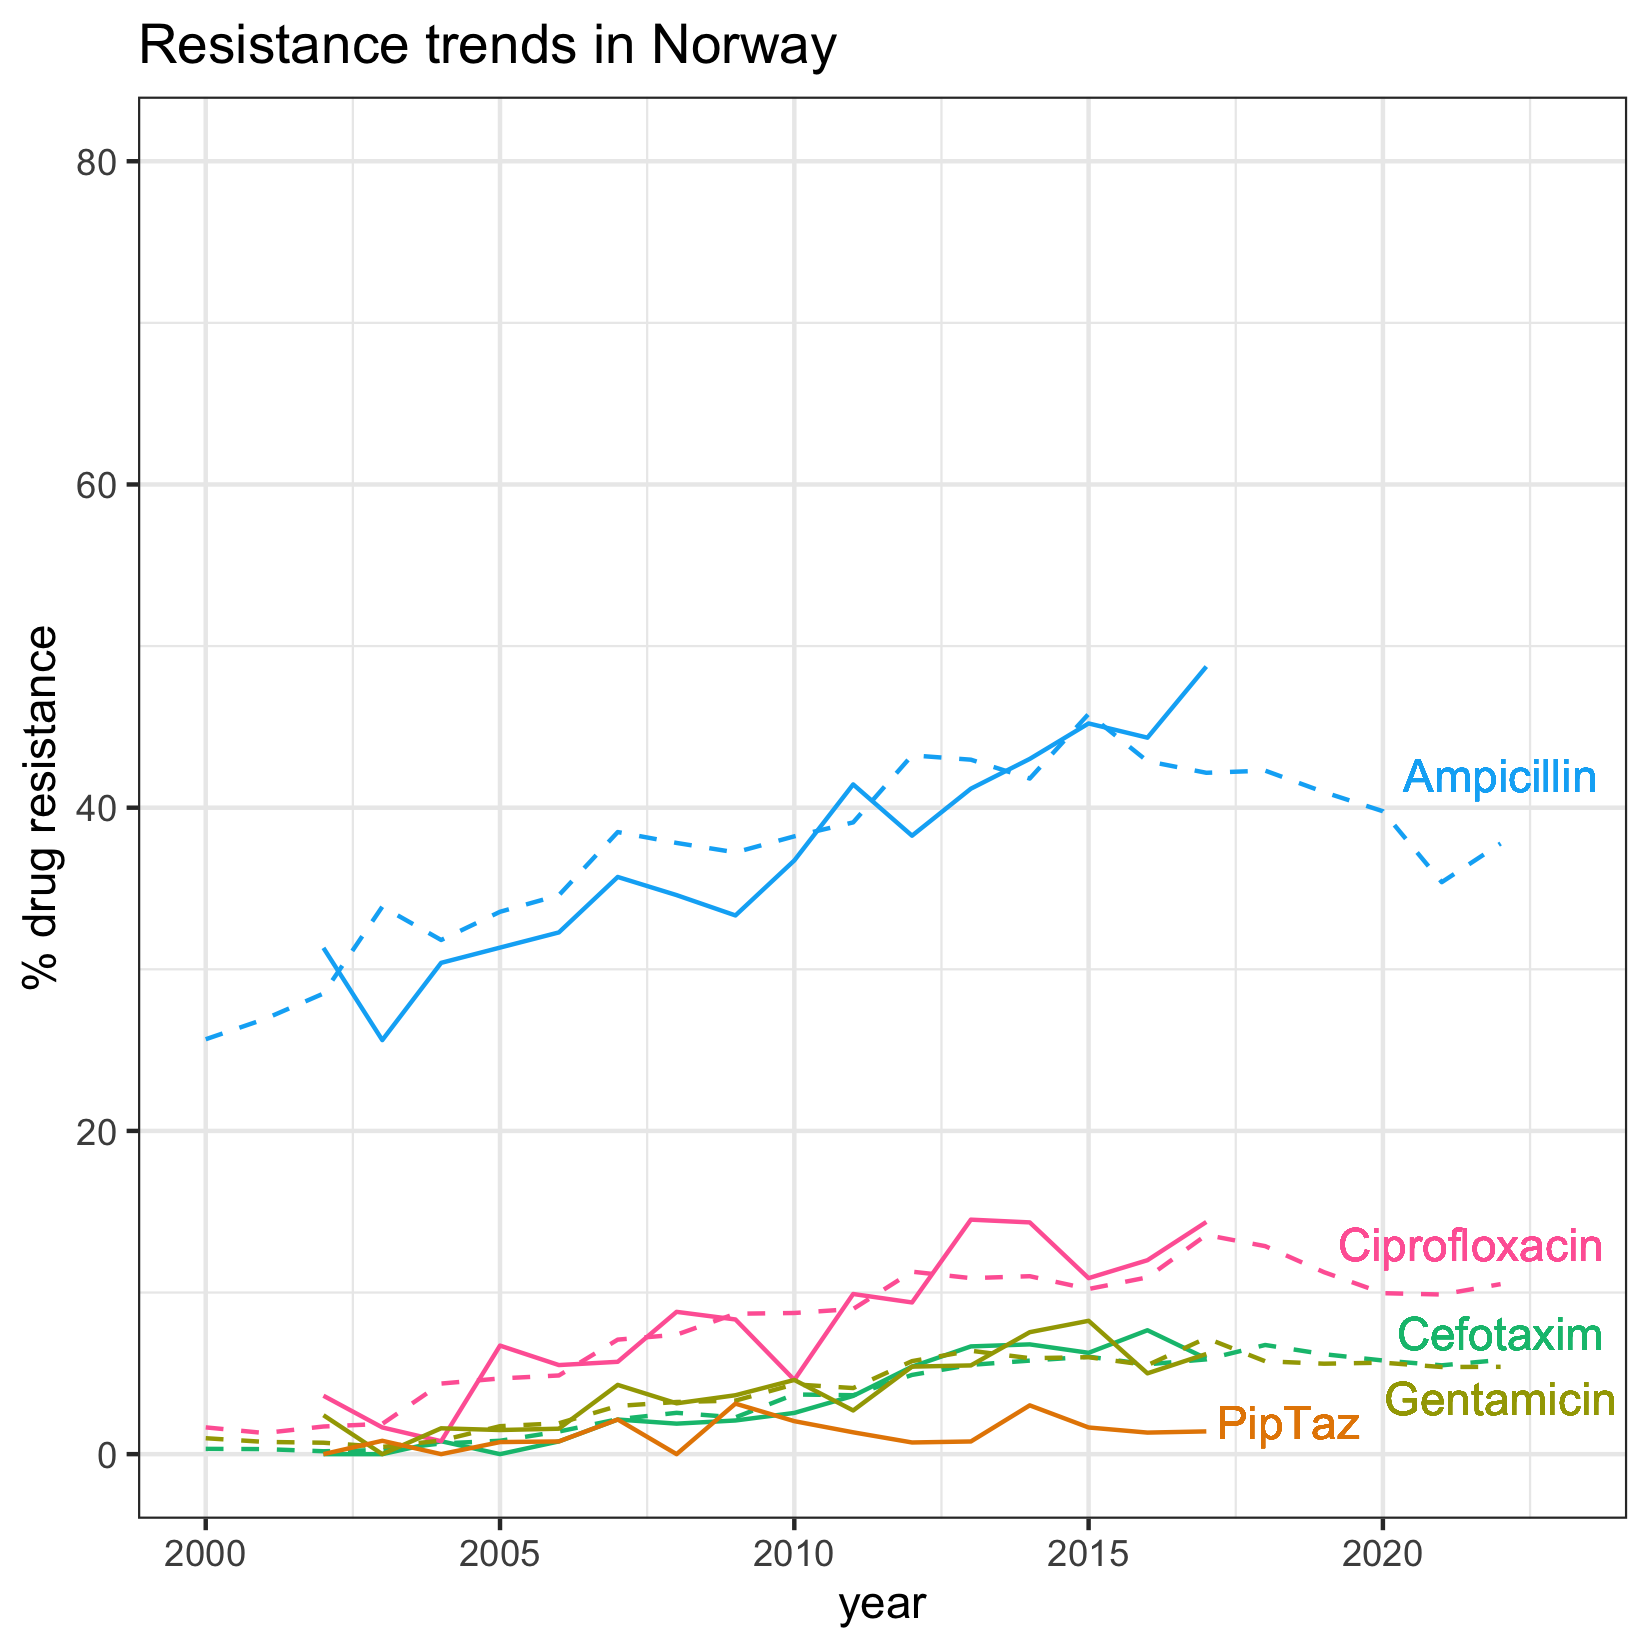 Resistance trends in Norway
80
60
40
20
0
% drug resistance
Ampicillin
Ciprofloxacin
Cefotaxim
Gentamicin
PipTaz
2000 2005 2010 2015 2020
year